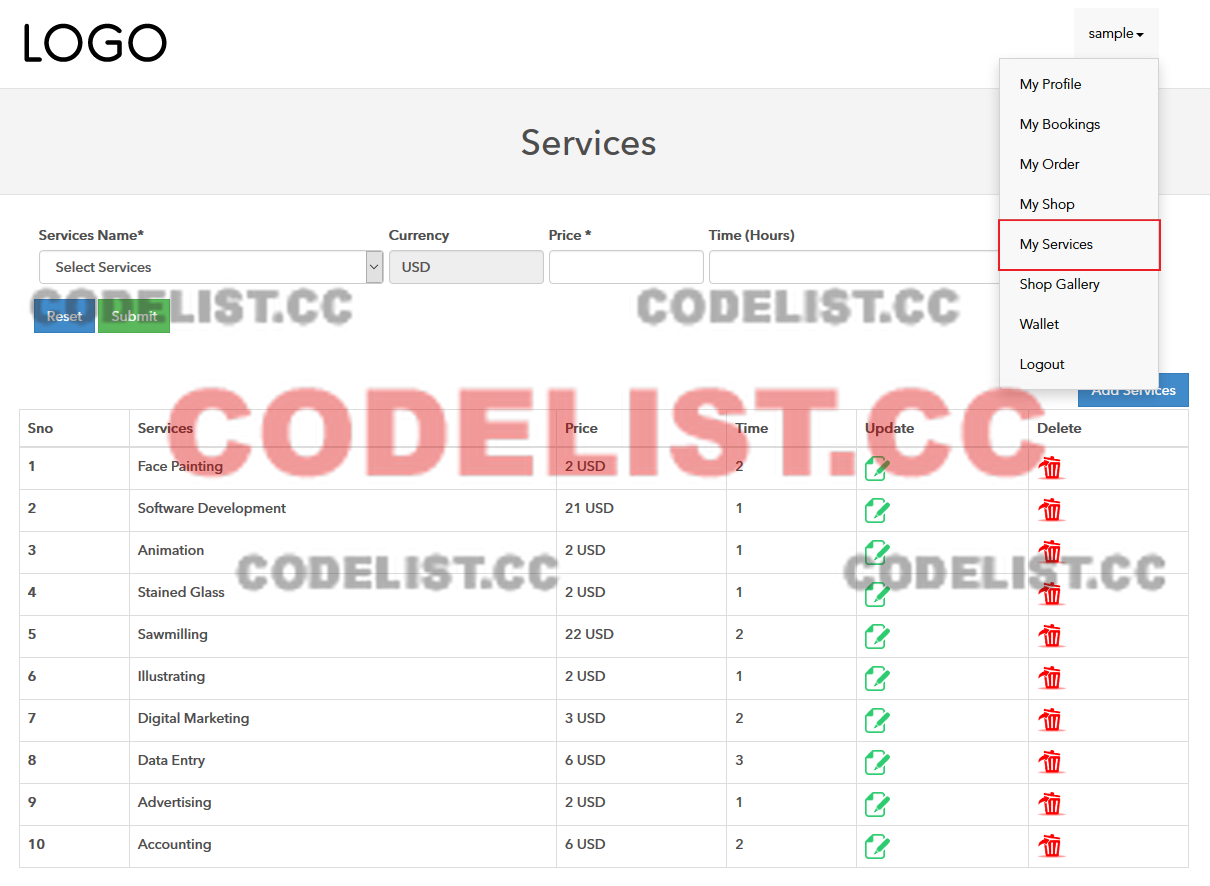 LOGO
sample
My Profile
My Bookings
My Order
My Shop
My Services
Shop Gallery
Wallet
Logout
Services
Services Name* Currency Price * Time (Hours)
Select Services USD
Reset Submit
CODELIST.CC CODELIST.CC
Add Services
CODELIST.CC
Sno Services Price Time Update Delete
1 Face Painting 2 USD 2
2 Software Development 21 USD 1
3 Animation 2 USD 1
CODELIST.CC CODELIST.CC
4 Stained Glass 2 USD 1
5 Sawmilling 22 USD 2
6 Illustrating 2 USD 1
7 Digital Marketing 3 USD 2
8 Data Entry 6 USD 3
9 Advertising 2 USD 1
10 Accounting 6 USD 2